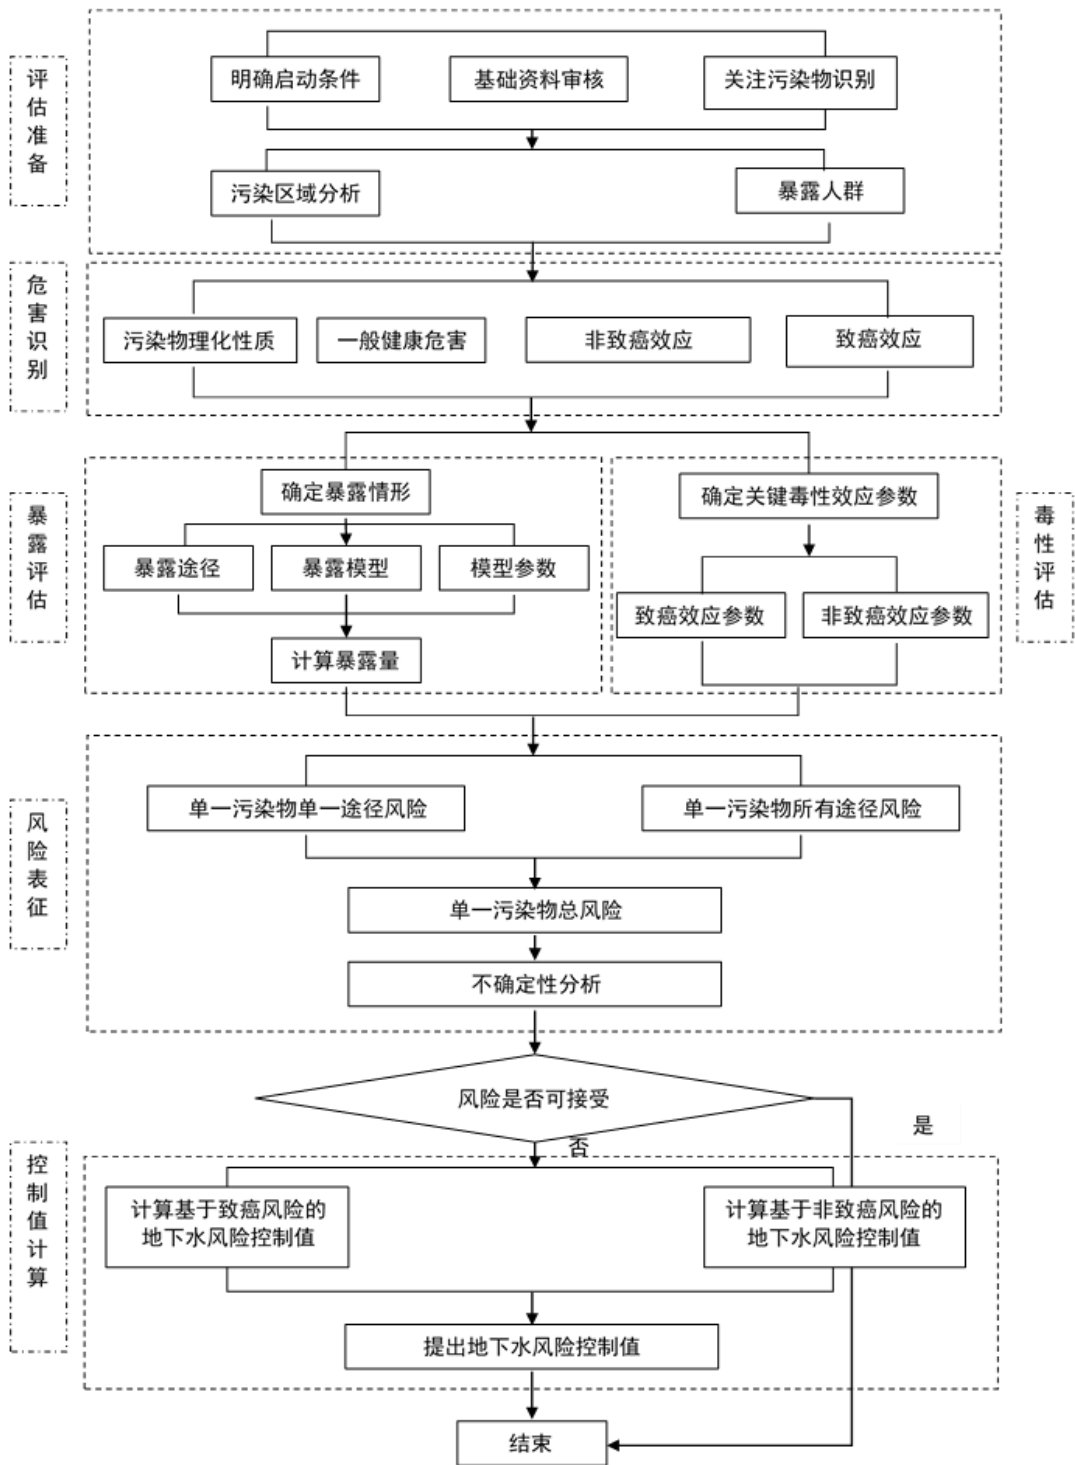 评估准备
明确启动条件
基础资料审核
关注污染物识别
污染区域分析
暴露人群
危害识别
污染物理化性质
一般健康危害
非致癌效应
致癌效应
暴露评估
确定暴露情形
暴露途径
暴露模型
模型参数
计算暴露量
确定关键毒性效应参数
致癌效应参数
非致癌效应参数
毒性评估
风险表征
单一污染物单一途径风险
单一污染物所有途径风险
单一污染物总风险
不确定性分析
风险是否可接受
是
否
控制值计算
计算基于致癌风险的
地下水风险控制值
计算基于非致癌风险的
地下水风险控制值
提出地下水风险控制值
结束